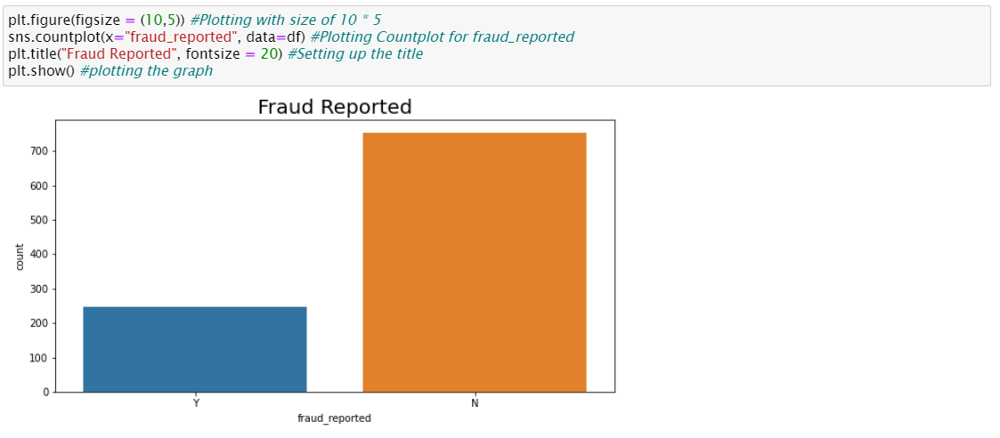 plt.figure(figsize = (10,5)) #Plotting with size of 10 * 5
sns.countplot(x="fraud_reported", data=df) #Plotting Countplot for fraud_reported
plt.title("Fraud Reported", fontsize = 20) #Setting up the title
plt.show() #plotting the graph
Fraud Reported
700
600
500
400
300
200
100
0
count
Y N
fraud_reported